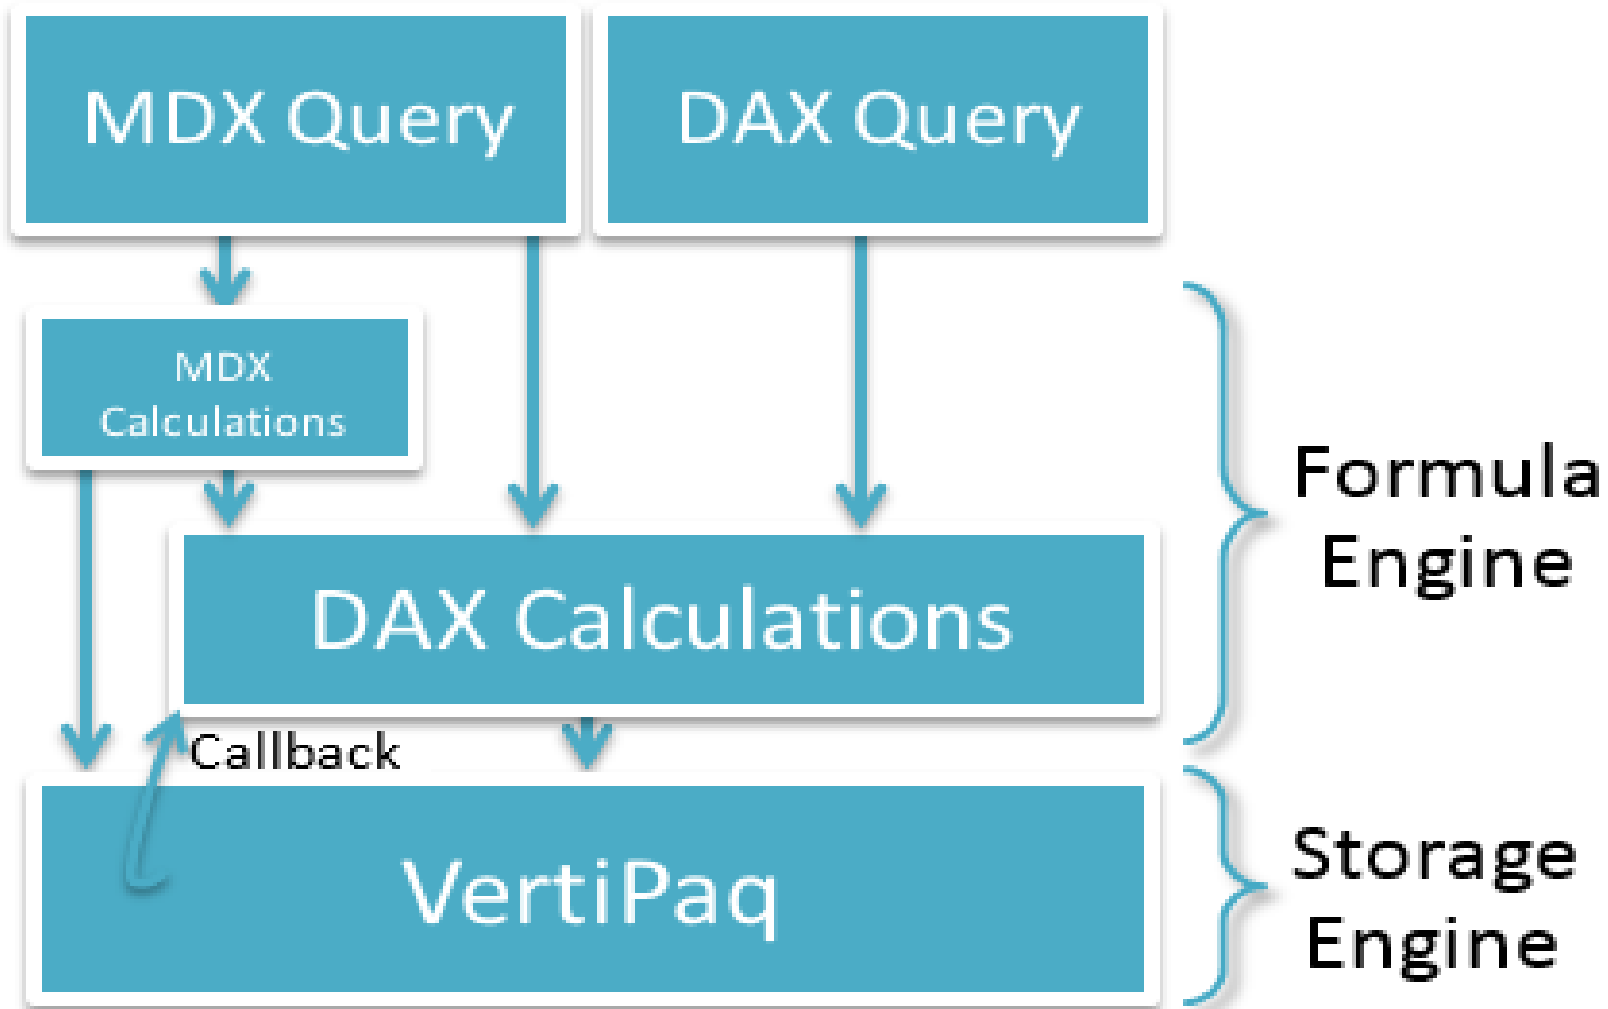 MDX Query
DAX Query
MDX
Calculations
Formula
Engine
DAX Calculations
Callback
VertiPaq
Storage
Engine